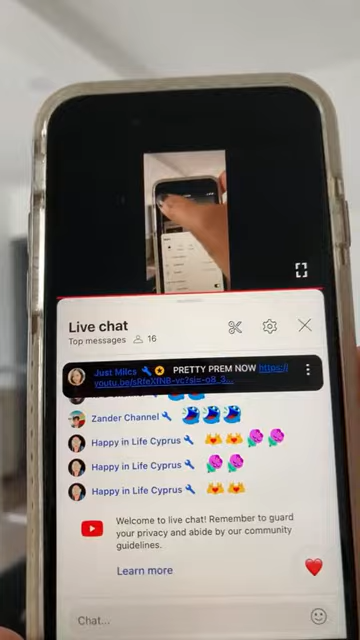 Live chat
Top messages 16
Just Milcs PRETTY PREM NOW https://
Zander Channel
Happy in Life Cyprus
Happy in Life Cyprus
Happy in Life Cyprus
Welcome to live chat! Remember to guard
your privacy and abide by our community
guidelines.
Learn more
Chat...